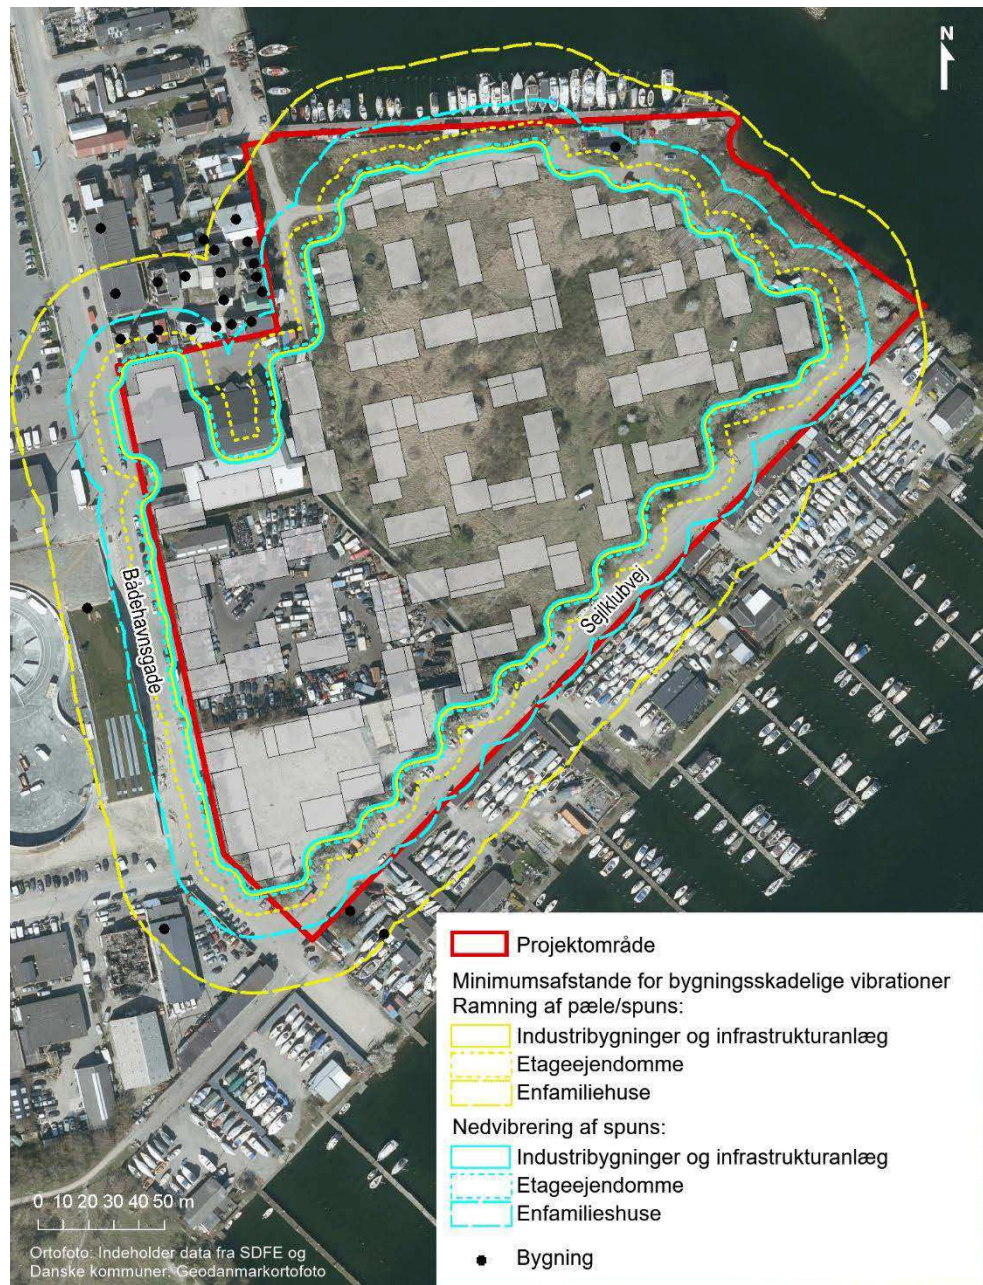 N
Bådehavnsgade
Sejlklubvej
Projektområde
Minimumsafstande for bygningsskadelige vibrationer
Ramning af pæle/spuns:
Industribygninger og infrastrukturanlæg
Etageejendomme
Enfamiliehuse
Nedvibrering af spuns:
Industribygninger og infrastrukturanlæg
Etageejendomme
Enfamilieshuse
Bygning
0 10 20 30 40 50 m
Ortofoto: Indeholder data fra SDFE og
Danske kommuner. Geodanmarkortofoto